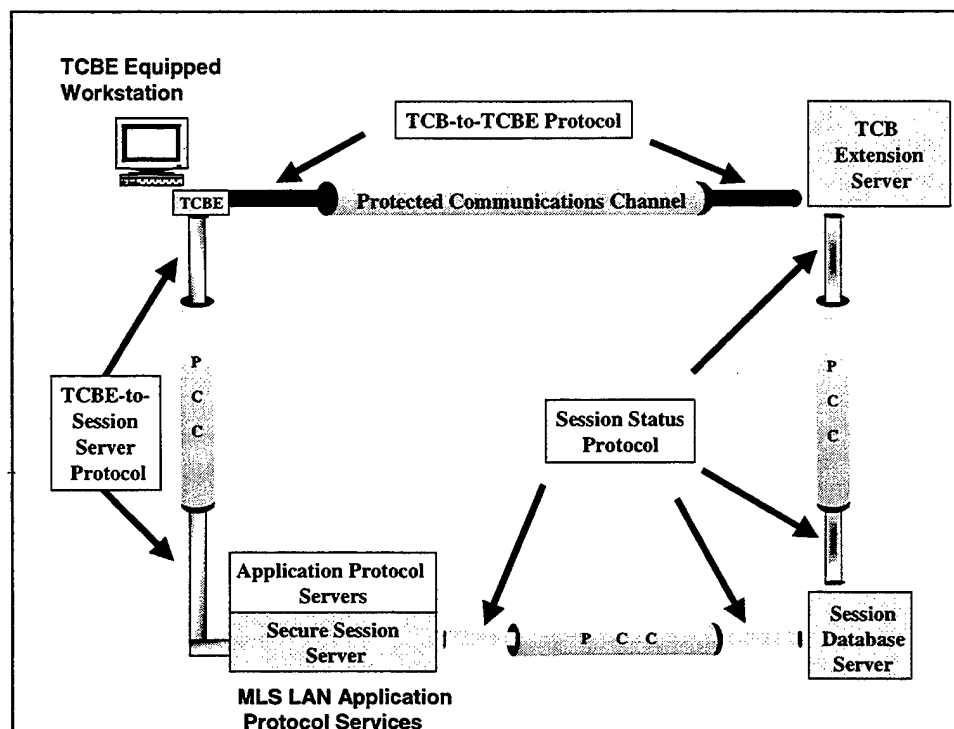 TCBE Equipped
Workstation
TCB-to-TCBE Protocol
TCB
Extension
Server
TCBE
Protected Communications Channel
P
C
C
P
C
C
TCBE-to-
Session
Server
Protocol
Session Status
Protocol
Application Protocol
Servers
Secure Session
Server
P C C
Session
Database
Server
MLS LAN Application
Protocol Services